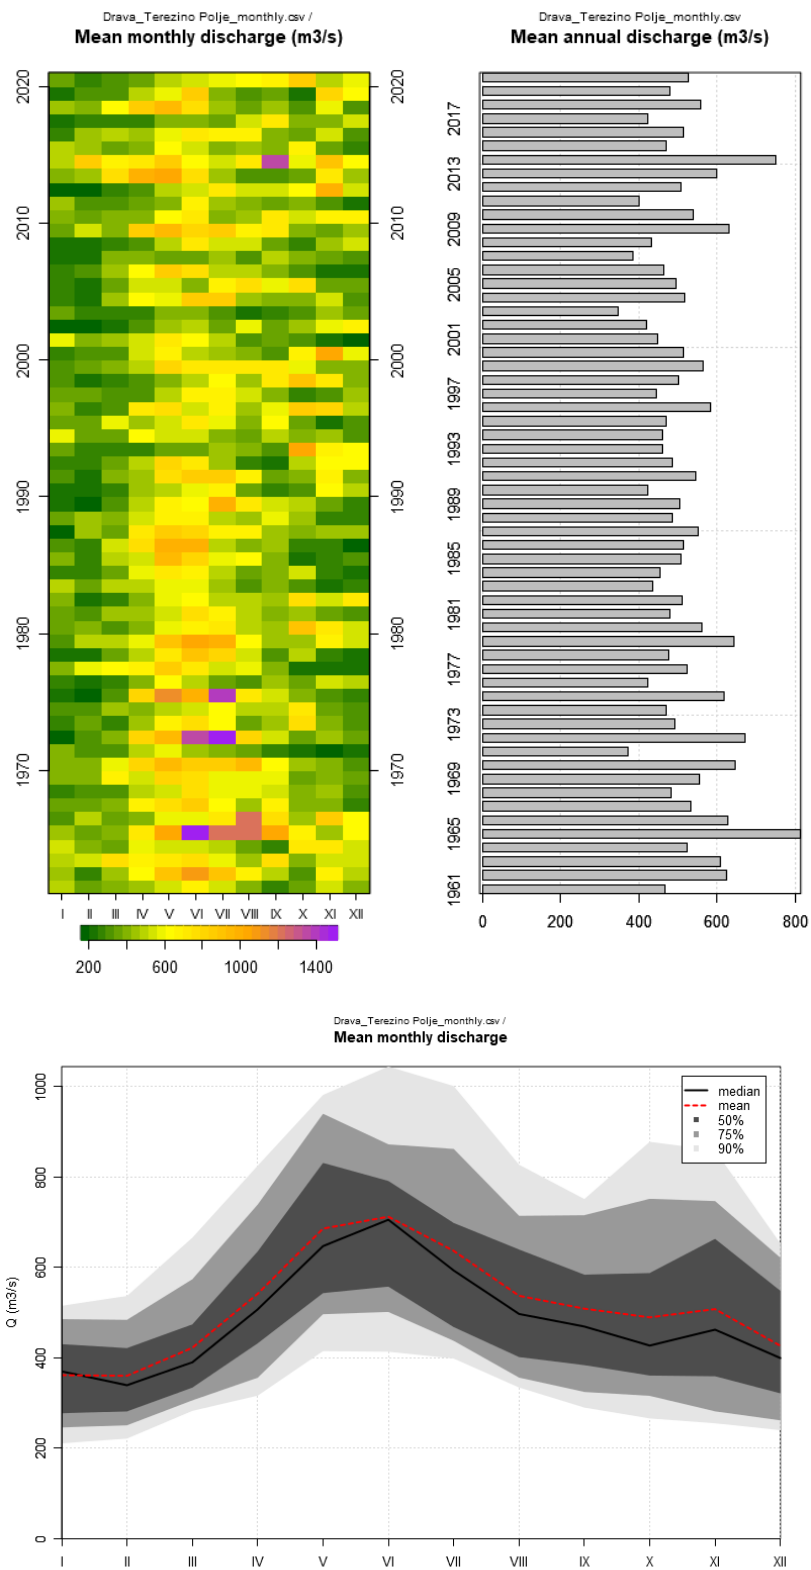 Drava_Terezino Polje_monthly.csv /
Mean monthly discharge (m3/s)
2020
2010
2000
1990
1980
1970
2020
2010
2000
1990
1980
1970
I II III IV V VI VII VIII IX X XI XII
200 600 1000 1400
Drava_Terezino Polje_monthly.csv
Mean annual discharge (m3/s)
2017
2013
2009
2005
2001
1997
1993
1989
1985
1981
1977
1973
1969
1965
1961
0 200 400 600 800
Drava_Terezino Polje_monthly.csv /
Mean monthly discharge
Q (m3/s)
1000
800
600
400
200
0
median
mean
50%
75%
90%
I II III IV V VI VII VIII IX X XI XII